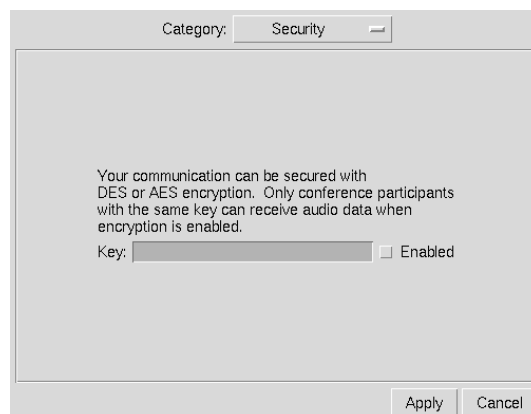 Category: Security
Your communication can be secured with
DES or AES encryption. Only conference participants
with the same key can receive audio data when
encryption is enabled.
Key: Enabled
Apply Cancel